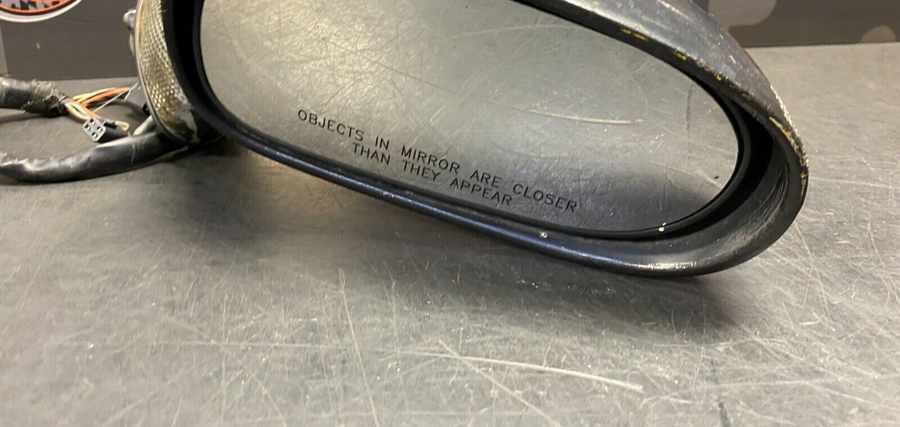 OBJECTS IN MIRROR ARE CLOSER
THAN THEY APPEAR